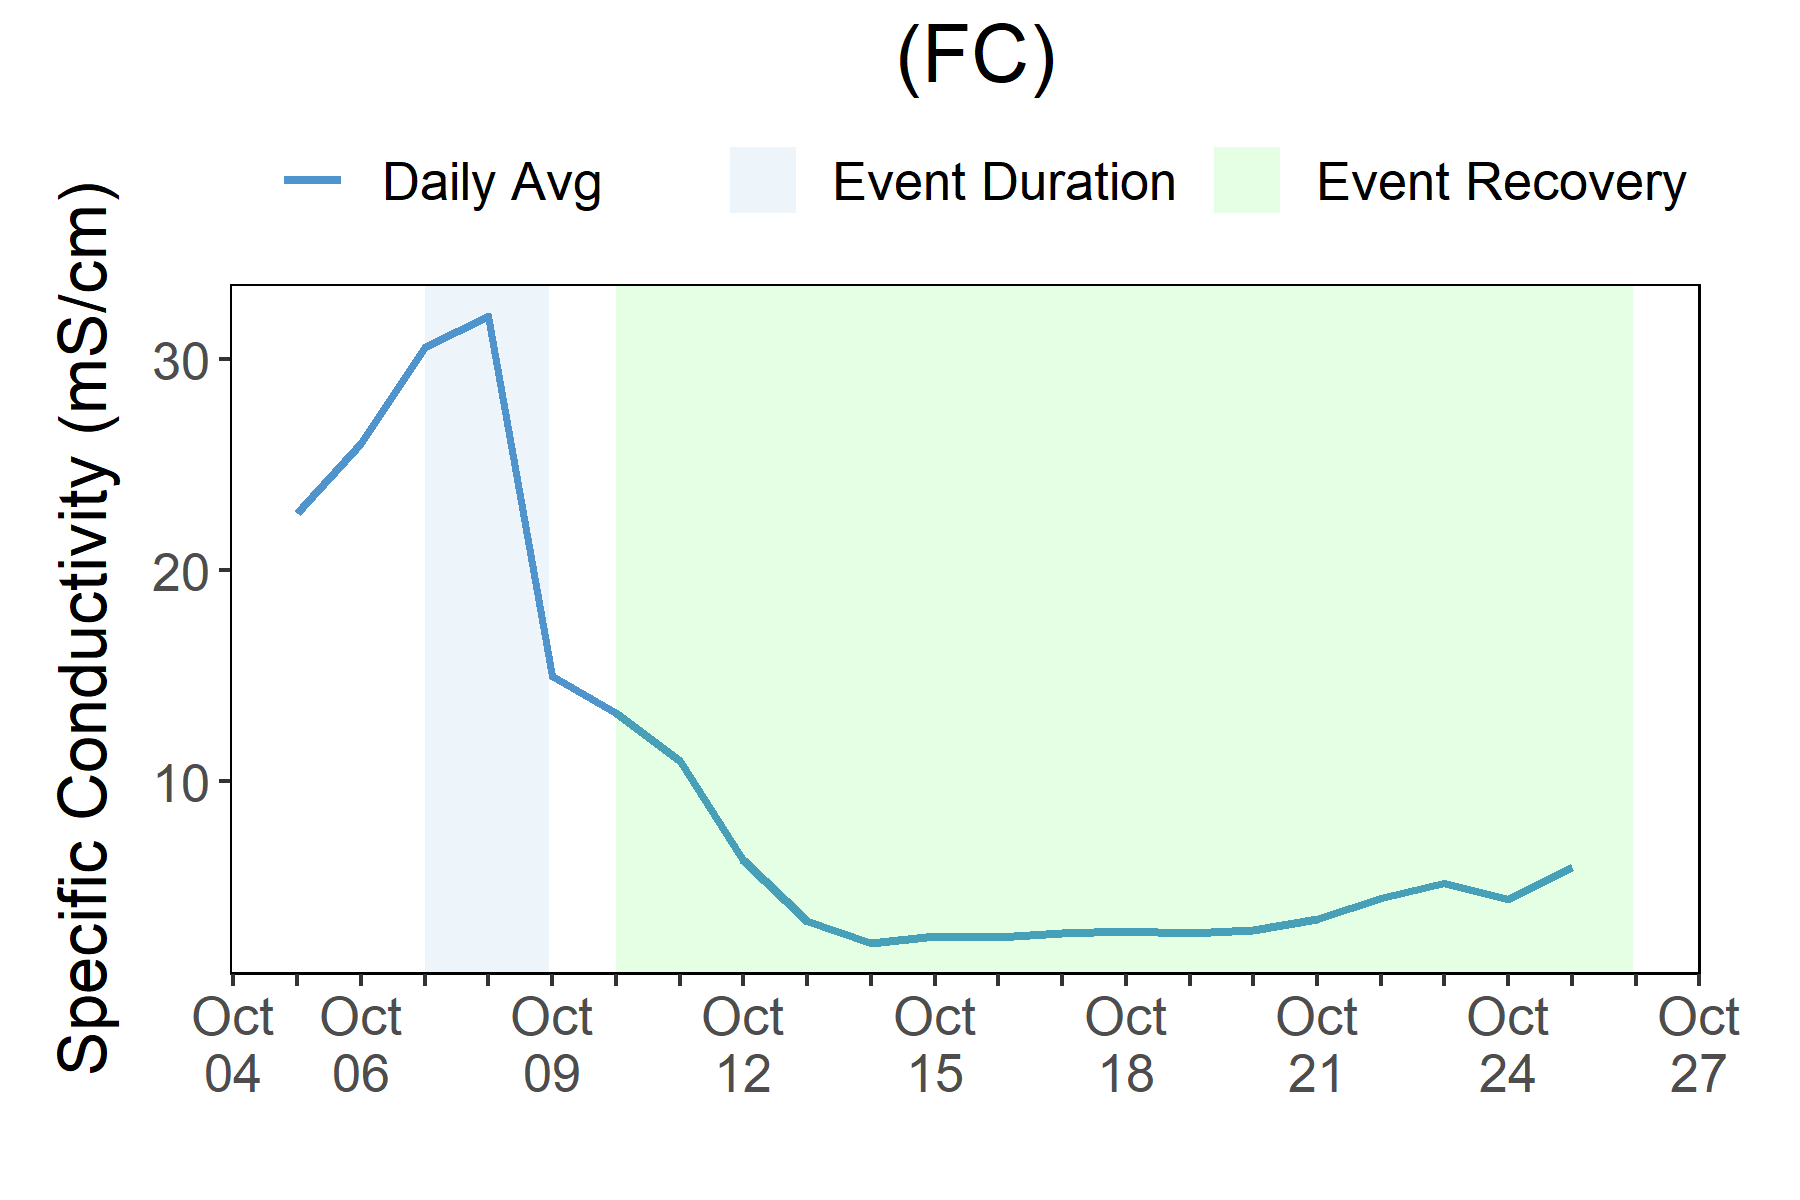 (FC)
Daily Avg
Event Duration
Event Recovery
Specific Conductivity (mS/cm)
30
20
10
Oct
04
Oct
06
Oct
09
Oct
12
Oct
15
Oct
18
Oct
21
Oct
24
Oct
27